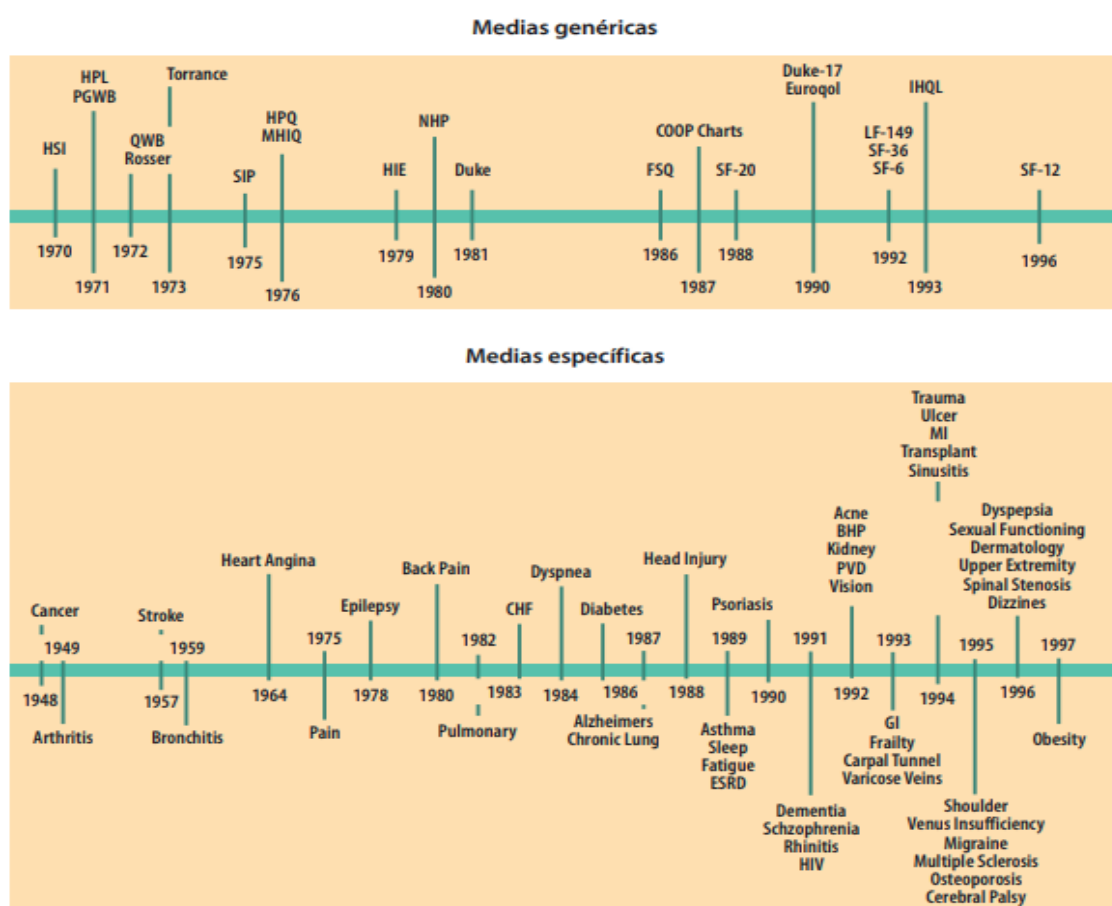 Medias genéricas
HPL
PGWB
Torrance
HSI
QWB
Rosser
SIP
HPQ
MHIQ
HIE
NHP
Duke
FSQ
COOP Charts
SF-20
Duke-17
Euroqol
LF-149
SF-36
SF-6
IHQL
SF-12
1970
1971
1972
1973
1975
1976
1979
1980
1981
1986
1987
1988
1990
1992
1993
1996
Medias específicas
Cancer
1949
Stroke
1959
Heart Angina
1975
Epilepsy
Back Pain
1982
CHF
Dyspnea
Diabetes
1987
Head Injury
1989
Psoriasis
1991
Acne
BHP
Kidney
PVD
Vision
1993
Trauma
Ulcer
MI
Transplant
Sinusitis
1995
Dyspepsia
Sexual Functioning
Dermatology
Upper Extremity
Spinal Stenosis
Dizzines
1997
1948
Arthritis
1957
Bronchitis
1964
Pain
1978
1980
Pulmonary
1983
1984
1986
Alzheimers
Chronic Lung
1988
Asthma
Sleep
Fatigue
ESRD
1990
Dementia
Schzophrenia
Rhinitis
HIV
1992
GI
Frailty
Carpal Tunnel
Varicose Veins
1994
Shoulder
Venus Insufficiency
Migraine
Multiple Sclerosis
Osteoporosis
Cerebral Palsy
1996
Obesity